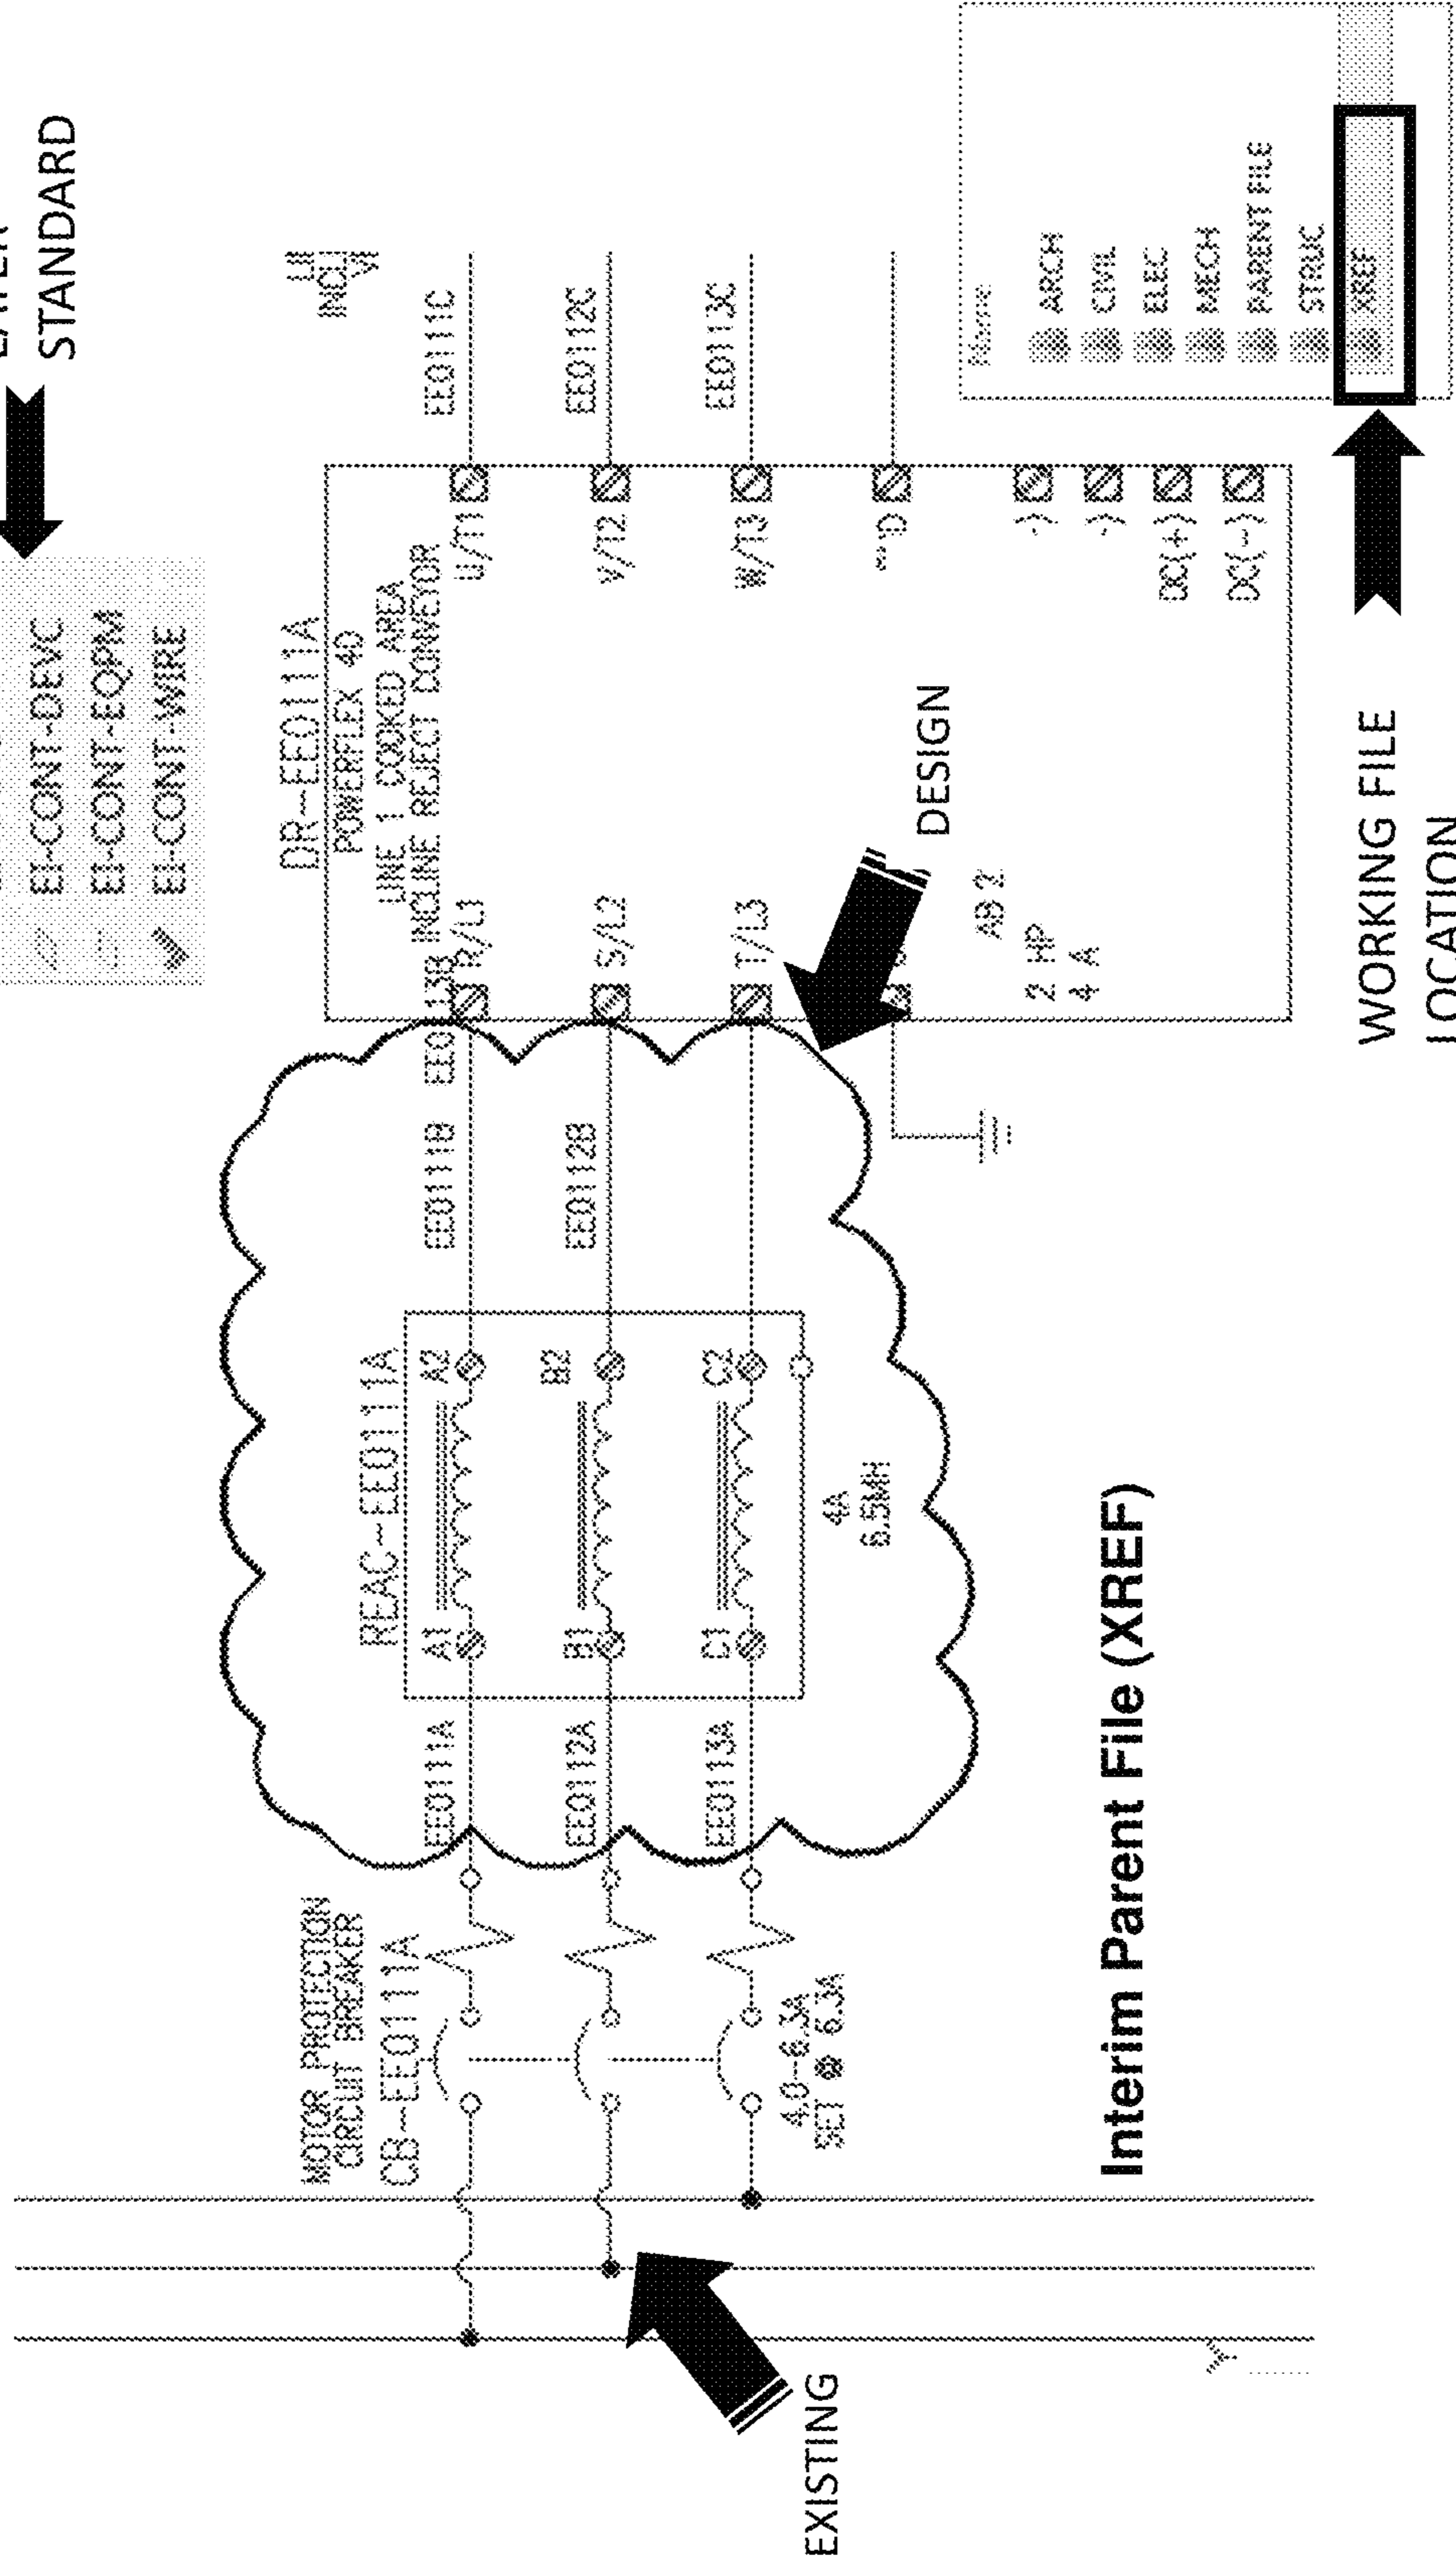 STANDARD
EI-CONT-DEVC
EI-CONT-EQPM
EI-CONT-WIRE
MOTOR PROTECTION
CIRCUIT BREAKER
CB-EE0111A
4.0-6.3A
SET @ 6.3A
EE0111A
EE0112A
EE0113A
REAC-EE0111A
A1 A2
B1 B2
C1 C2
4A
6.5MH
EE0111B
EE0112B
DR-EE0111A
POWERFLEX 40
LINE 1 COOKED AREA
INCLINE REJECT CONVEYOR
R/L1 U/T1
S/L2 V/T2
T/L3 W/T3
DC(+)
DC(-)
2 HP
4 A
EE0111C
EE0112C
EE0113C
EXISTING
DESIGN
Name
ARCH
CIVIL
ELEC
MECH
PARENT FILE
STRUC
XREF
WORKING FILE
LOCATION
Interim Parent File (XREF)